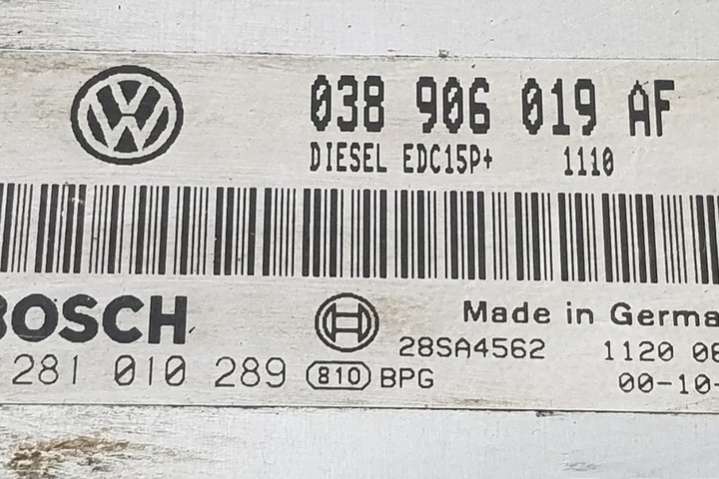 038 906 019 AF
DIESEL EDC15P+ 1110
BOSCH
Made in Germa
28SA4562 1120 06
281 010 289 810 BPG
00-10-